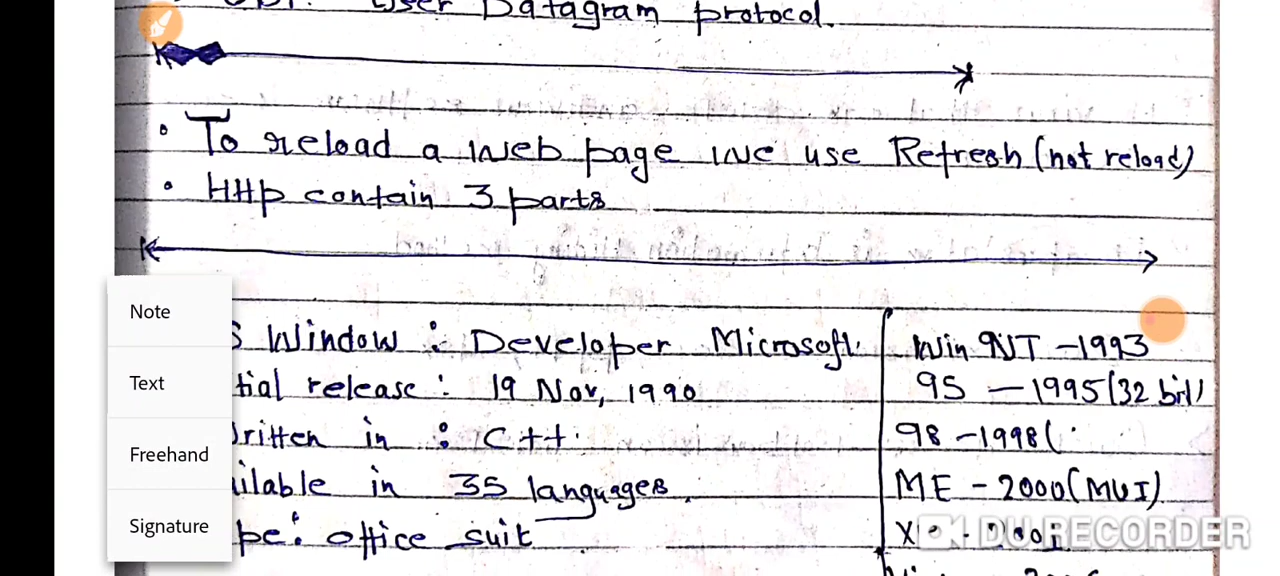 User Datagram protocol.
· To reload a Web page we use Refresh (not reload)
· Http contain 3 parts
S Window : Developer Microsoft.
tial release : 19 Nov, 1990
ritten in : C++.
ilable in 35 languages.
pe : office suit
Win NT - 1993
95 - 1995 (32 bit)
98 - 1998 (
ME - 2000 (MUI)
Note
Text
Freehand
Signature
DU RECORDER